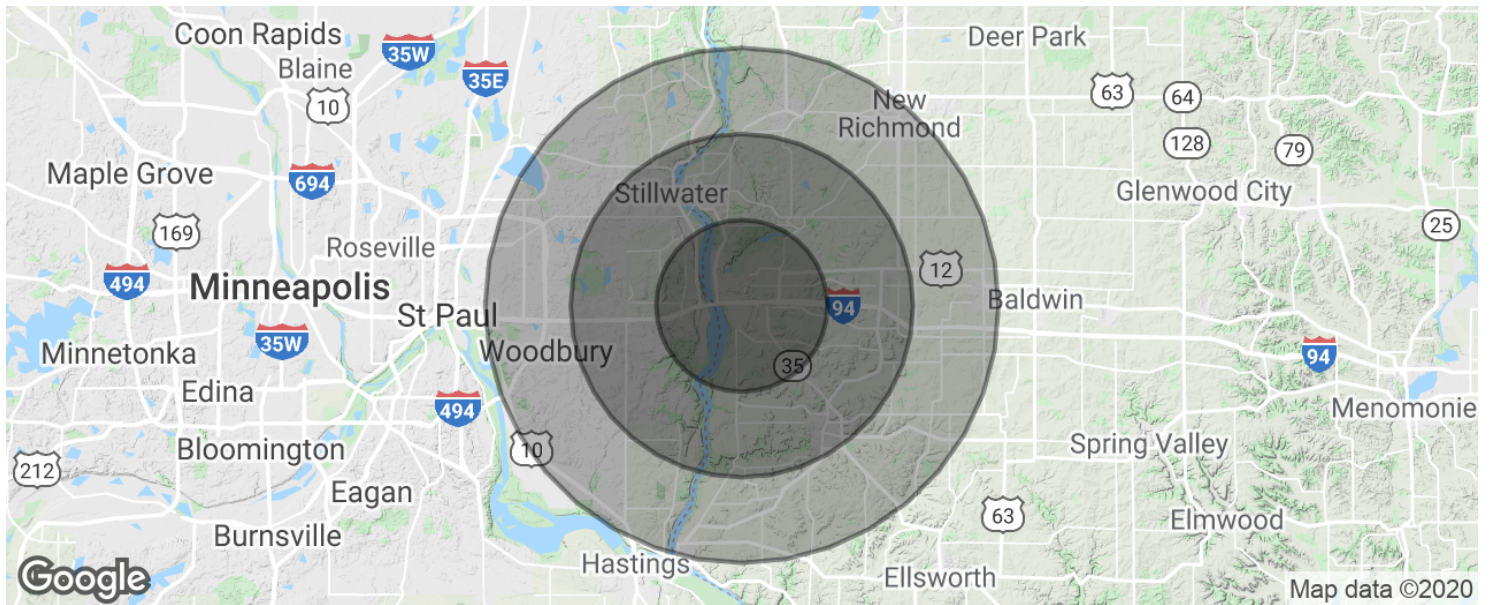 Coon Rapids
35W
Deer Park
Blaine
35E
10
63
64
New
Richmond
128
79
Maple Grove
694
Stillwater
Glenwood City
169
25
Roseville
494
12
Minneapolis
94
Baldwin
St Paul
35W
Woodbury
Minnetonka
94
35
Edina
494
Menomonie
Bloomington
10
Spring Valley
212
Eagan
63
Elmwood
Burnsville
Hastings
Ellsworth
Google
Map data ©2020